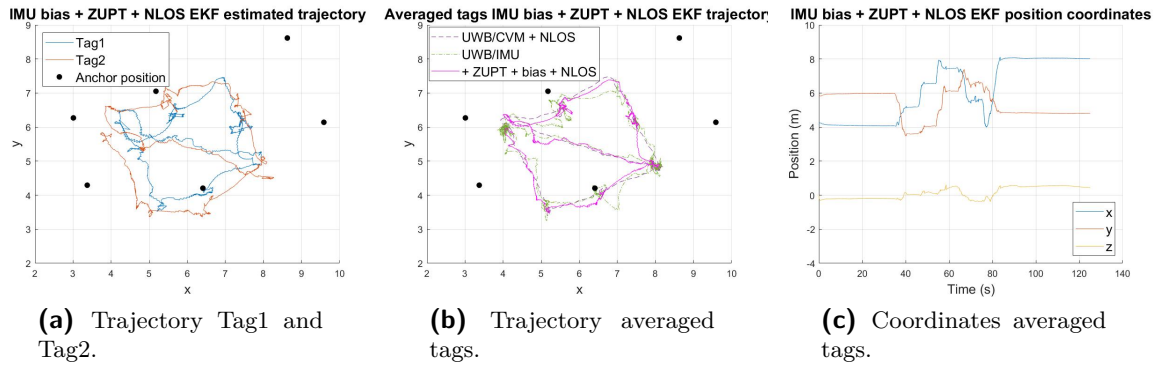 IMU bias + ZUPT + NLOS EKF estimated trajectory
9
8
7
6
5
4
3
2
y
2 3 4 5 6 7 8 9 10
x
Tag1
Tag2
Anchor position
(a) Trajectory Tag1 and
Tag2.
Averaged tags IMU bias + ZUPT + NLOS EKF trajectory
9
8
7
6
5
4
3
2
y
2 3 4 5 6 7 8 9 10
x
UWB/CVM + NLOS
UWB/IMU
+ ZUPT + bias + NLOS
(b) Trajectory averaged
tags.
IMU bias + ZUPT + NLOS EKF position coordinates
10
8
6
4
2
0
-2
-4
Position (m)
0 20 40 60 80 100 120 140
Time (s)
x
y
z
(c) Coordinates averaged
tags.